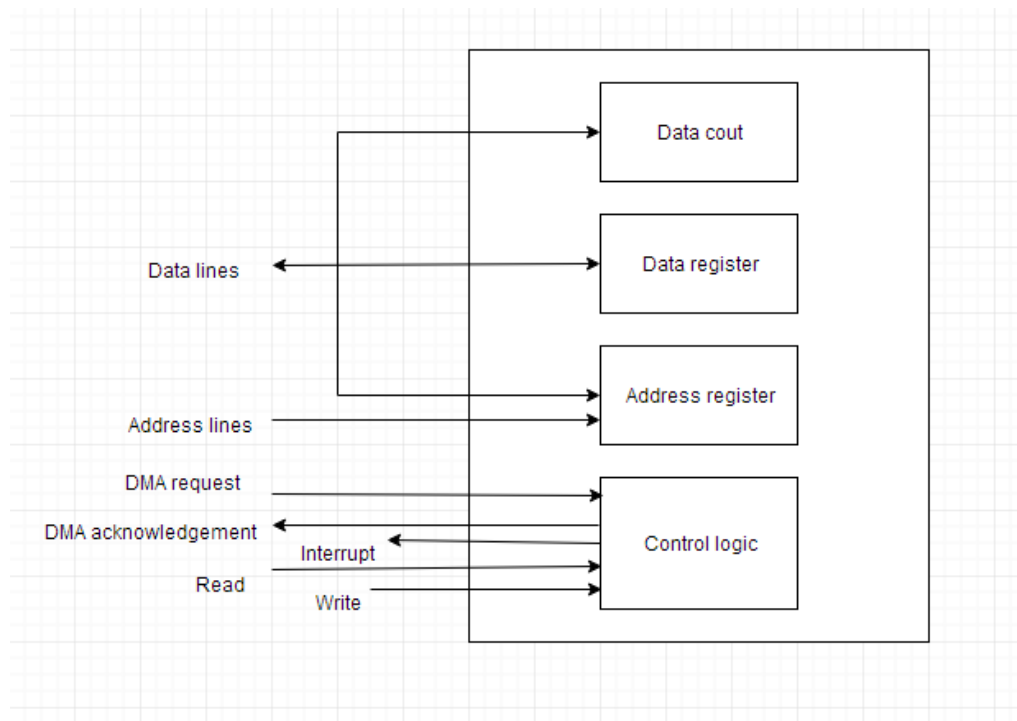 Data cout
Data lines
Data register
Address register
Address lines
DMA request
DMA acknowledgement
Interrupt
Control logic
Read
Write